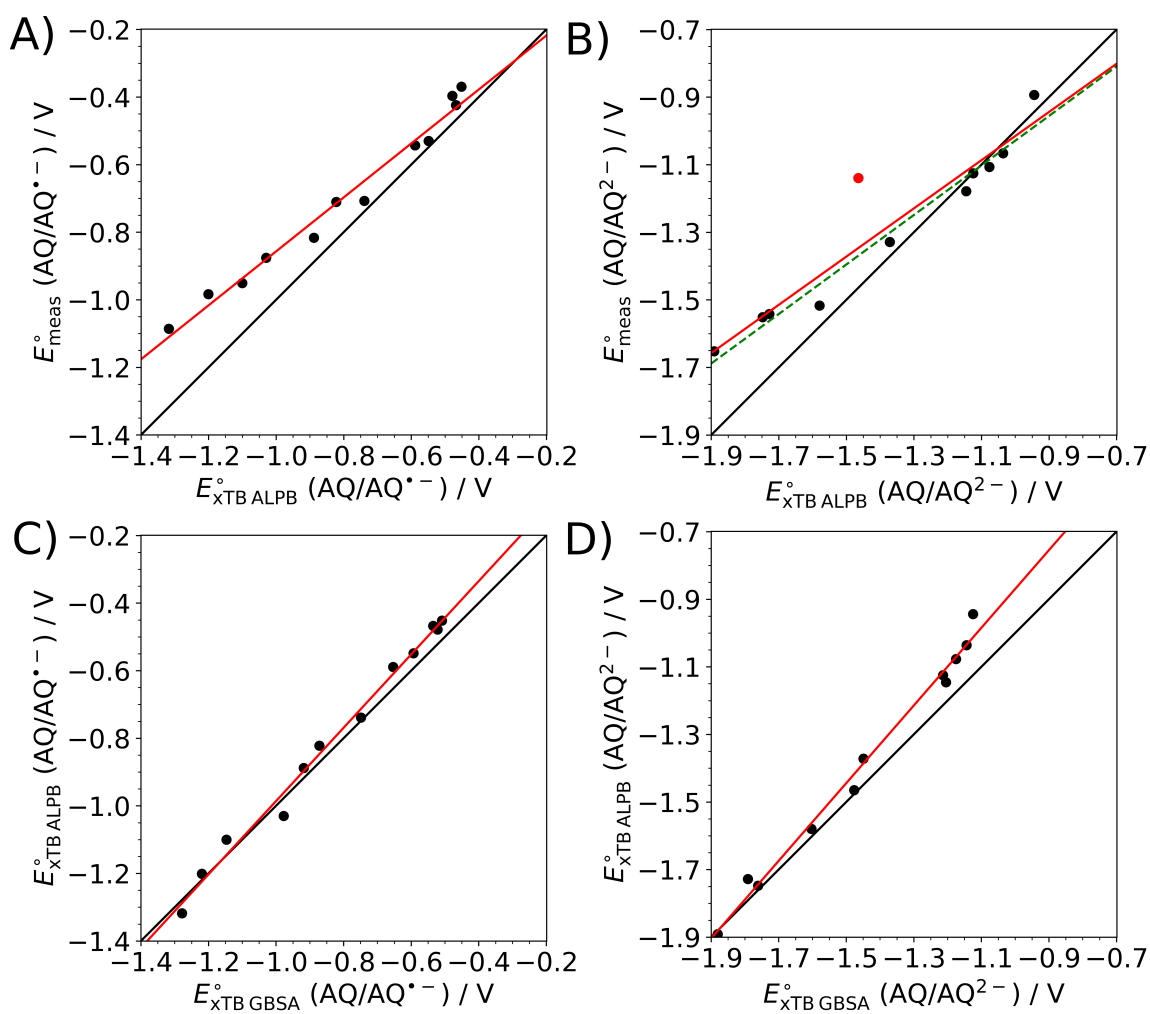 A)
−0.2
−0.4
−0.6
−0.8
−1.0
−1.2
−1.4
E°meas (AQ/AQ•−) / V
−1.4 −1.2 −1.0 −0.8 −0.6 −0.4 −0.2
E°xTB ALPB (AQ/AQ•−) / V
B)
−0.7
−0.9
−1.1
−1.3
−1.5
−1.7
−1.9
E°meas (AQ/AQ2−) / V
−1.9 −1.7 −1.5 −1.3 −1.1 −0.9 −0.7
E°xTB ALPB (AQ/AQ2−) / V
C)
−0.2
−0.4
−0.6
−0.8
−1.0
−1.2
−1.4
E°xTB ALPB (AQ/AQ•−) / V
−1.4 −1.2 −1.0 −0.8 −0.6 −0.4 −0.2
E°xTB GBSA (AQ/AQ•−) / V
D)
−0.7
−0.9
−1.1
−1.3
−1.5
−1.7
−1.9
E°xTB ALPB (AQ/AQ2−) / V
−1.9 −1.7 −1.5 −1.3 −1.1 −0.9 −0.7
E°xTB GBSA (AQ/AQ2−) / V